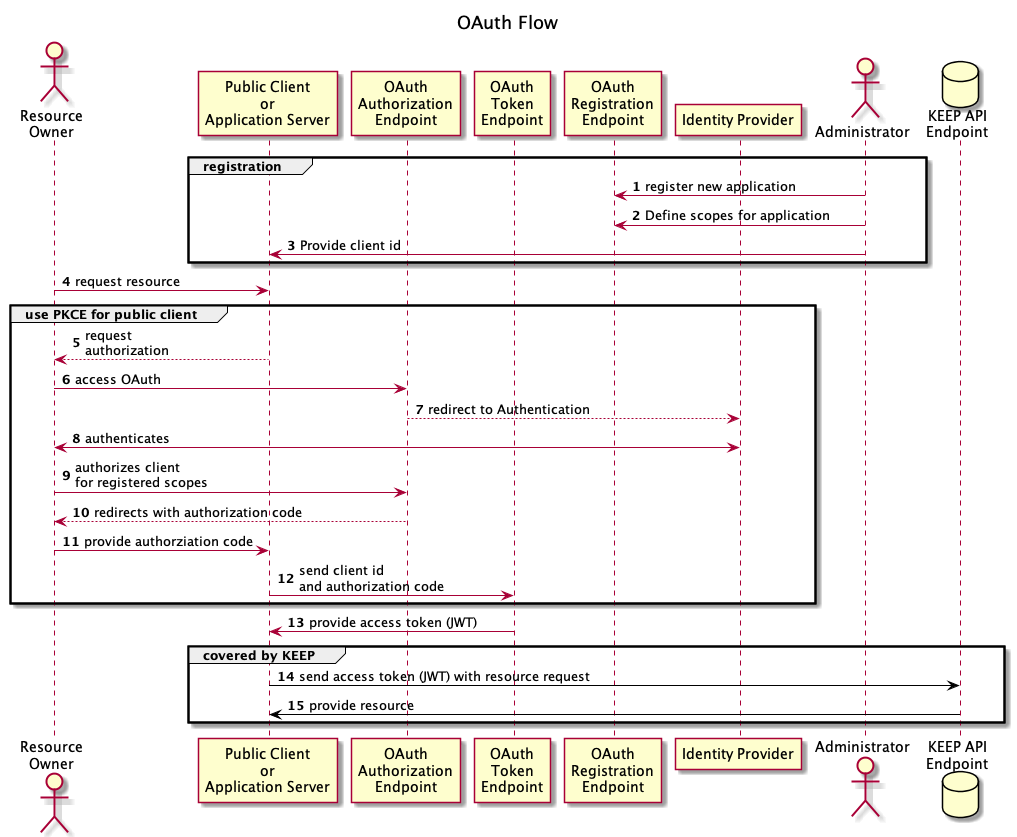 OAuth Flow
Resource
Owner
Public Client
or
Application Server
OAuth
Authorization
Endpoint
OAuth
Token
Endpoint
OAuth
Registration
Endpoint
Identity Provider
Administrator
KEEP API
Endpoint
registration
1 register new application
2 Define scopes for application
3 Provide client id
4 request resource
use PKCE for public client
5 request
authorization
6 access OAuth
7 redirect to Authentication
8 authenticates
9 authorizes client
for registered scopes
10 redirects with authorization code
11 provide authorziation code
12 send client id
and authorization code
13 provide access token (JWT)
covered by KEEP
14 send access token (JWT) with resource request
15 provide resource
Resource
Owner
Public Client
or
Application Server
OAuth
Authorization
Endpoint
OAuth
Token
Endpoint
OAuth
Registration
Endpoint
Identity Provider
Administrator
KEEP API
Endpoint